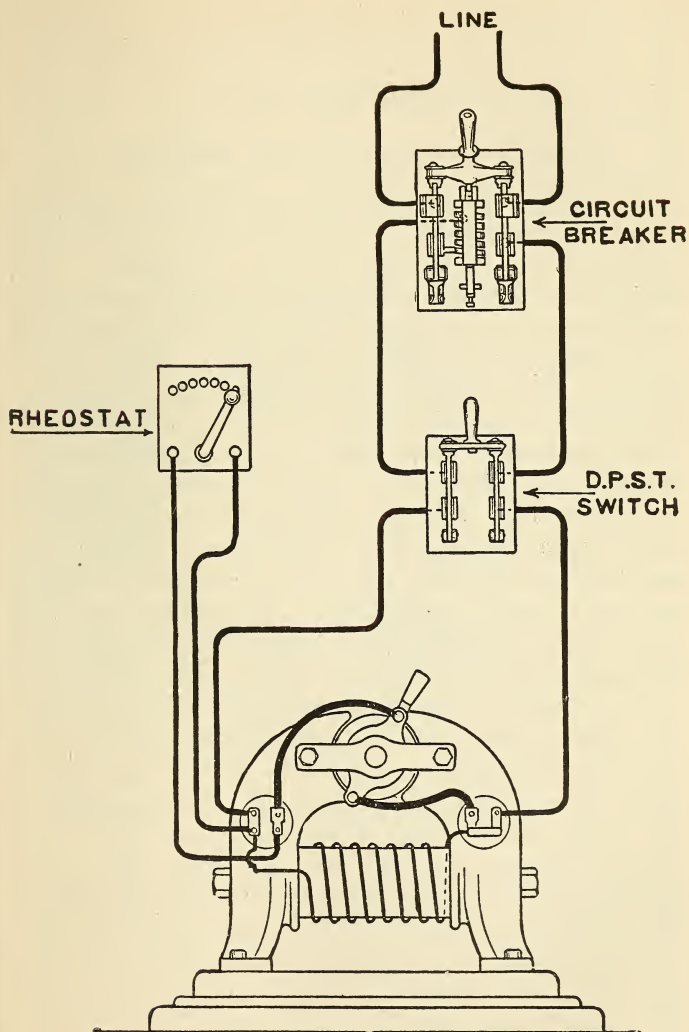 LINE
CIRCUIT
BREAKER
RHEOSTAT
D.P.S.T.
SWITCH